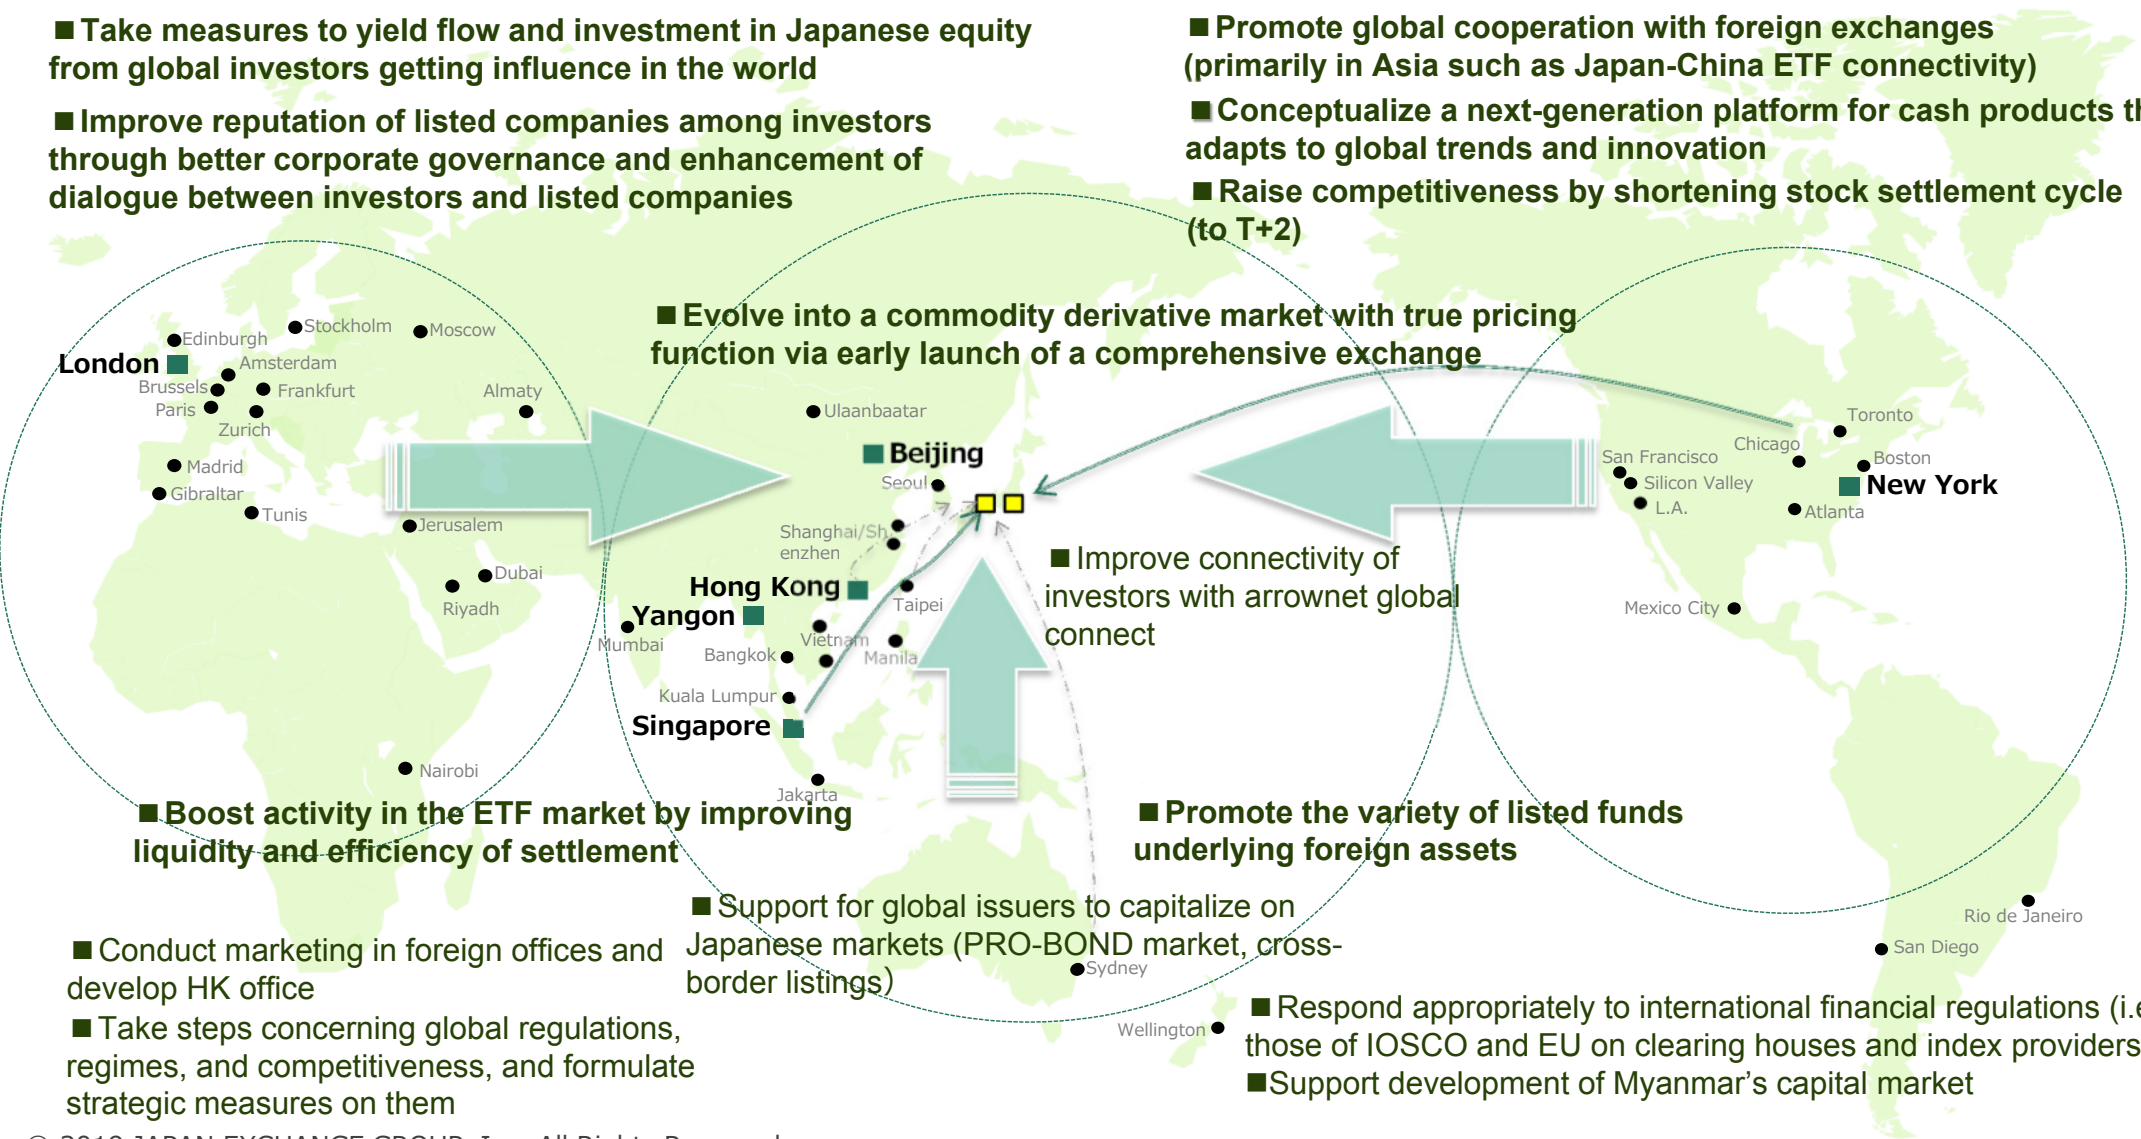 ■Take measures to yield flow and investment in Japanese equity
from global investors getting influence in the world
■Improve reputation of listed companies among investors
through better corporate governance and enhancement of
dialogue between investors and listed companies
■Promote global cooperation with foreign exchanges
(primarily in Asia such as Japan-China ETF connectivity)
■Conceptualize a next-generation platform for cash products
adapts to global trends and innovation
■Raise competitiveness by shortening stock settlement cycle
(to T+2)
■Evolve into a commodity derivative market with true pricing
function via early launch of a comprehensive exchange
Edinburgh
Stockholm
Moscow
London
Amsterdam
Brussels
Frankfurt
Paris
Zurich
Almaty
Madrid
Gibraltar
Tunis
Jerusalem
Dubai
Riyadh
Nairobi
Ulaanbaatar
Beijing
Seoul
Shanghai/Sh
enzhen
Hong Kong
Taipei
Yangon
Mumbai
Vietnam
Bangkok
Manila
Kuala Lumpur
Singapore
Jakarta
■Improve connectivity of
investors with arrownet global
connect
Toronto
Chicago
San Francisco
Boston
Silicon Valley
New York
L.A.
Atlanta
Mexico City
■Boost activity in the ETF market by improving
liquidity and efficiency of settlement
■Promote the variety of listed funds
underlying foreign assets
■Support for global issuers to capitalize on
Japanese markets (PRO-BOND market, cross-
border listings）
Rio de Janeiro
San Diego
Sydney
Wellington
■Conduct marketing in foreign offices and
develop HK office
■Take steps concerning global regulations,
regimes, and competitiveness, and formulate
strategic measures on them
■Respond appropriately to international financial regulations (i.e
those of IOSCO and EU on clearing houses and index providers
■Support development of Myanmar’s capital market
JAPAN EXCHANGE GROUP, Inc. All Rights Reserved